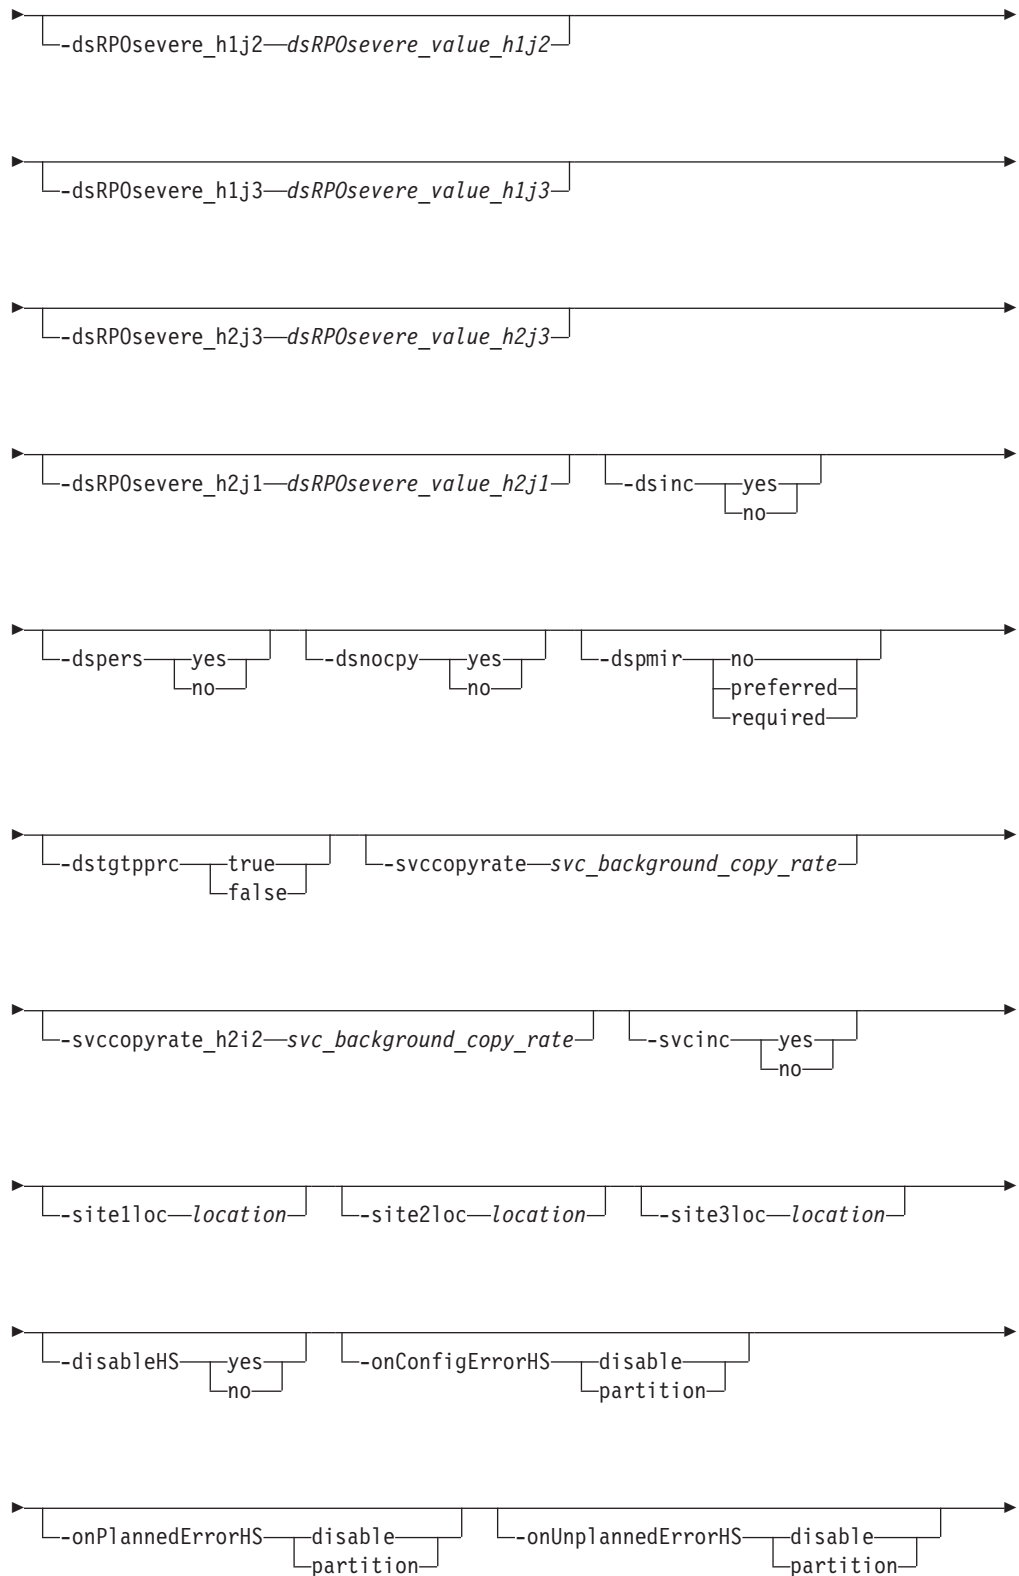 -dsRPOsevere_h1j2 dsRPOsevere_value_h1j2
-dsRPOsevere_h1j3 dsRPOsevere_value_h1j3
-dsRPOsevere_h2j3 dsRPOsevere_value_h2j3
-dsRPOsevere_h2j1 dsRPOsevere_value_h2j1 -dsinc yes
no
-dspers yes -dsnocpy yes -dspmir no
no no preferred
required
-dstgtpprc true -svccopyrate svc_background_copy_rate
false
-svccopyrate_h2i2 svc_background_copy_rate -svcinc yes
no
-site1loc location -site2loc location -site3loc location
-disableHS yes -onConfigErrorHS disable
no partition
-onPlannedErrorHS disable -onUnplannedErrorHS disable
partition partition